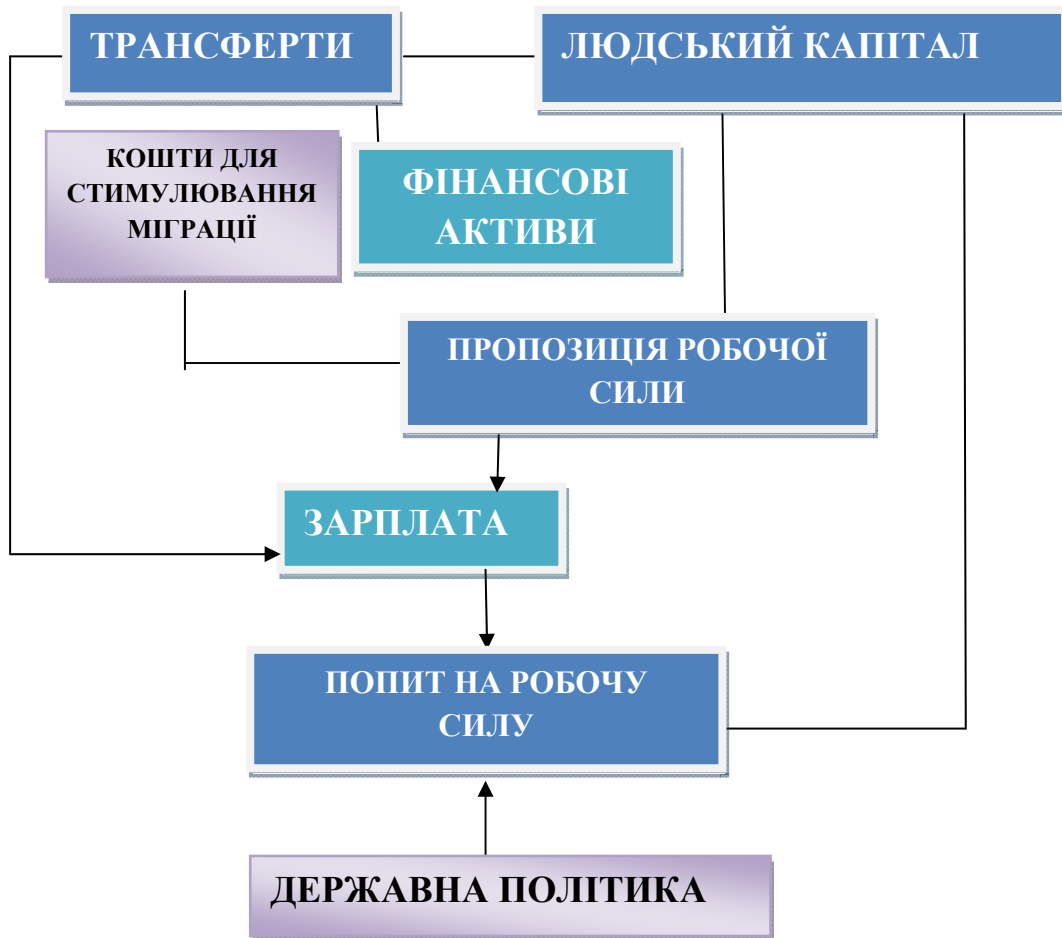 ТРАНСФЕРТИ
ЛЮДСЬКИЙ КАПІТАЛ
КОШТИ ДЛЯ
СТИМУЛЮВАННЯ
МІГРАЦІЇ
ФІНАНСОВІ
АКТИВИ
ПРОПОЗИЦІЯ РОБОЧОЇ
СИЛИ
ЗАРПЛАТА
ПОПИТ НА РОБОЧУ
СИЛУ
ДЕРЖАВНА ПОЛІТИКА